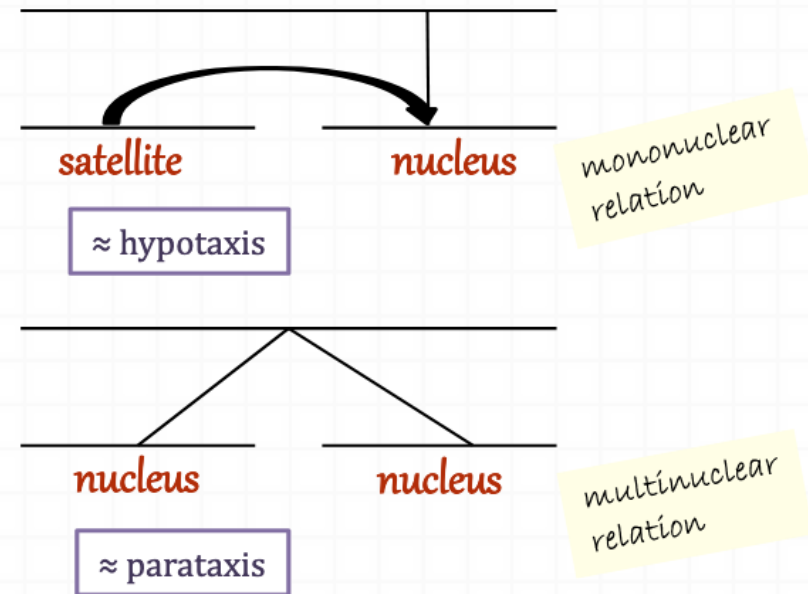 satellite
nucleus
mononuclear
relation
≈ hypotaxis
nucleus
nucleus
multinuclear
relation
≈ parataxis